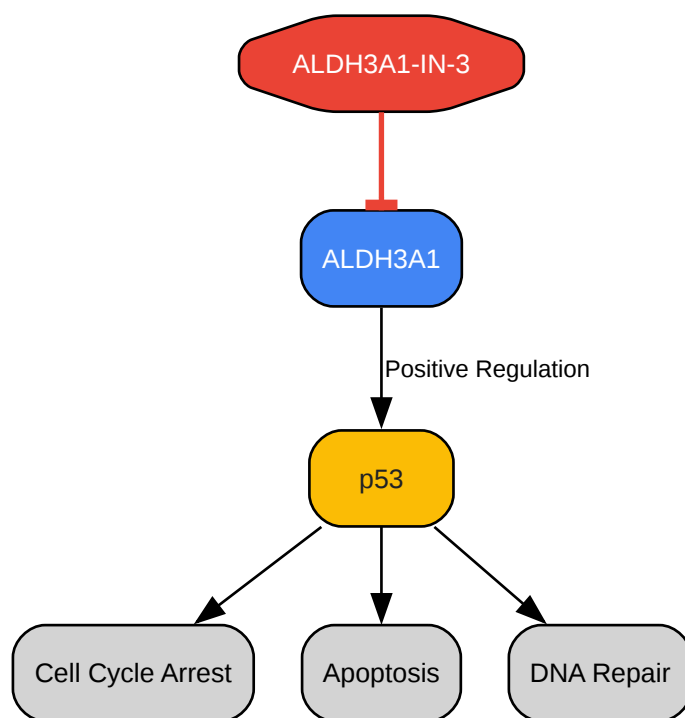 ALDH3A1-IN-3
ALDH3A1
Positive Regulation
p53
Cell Cycle Arrest
Apoptosis
DNA Repair